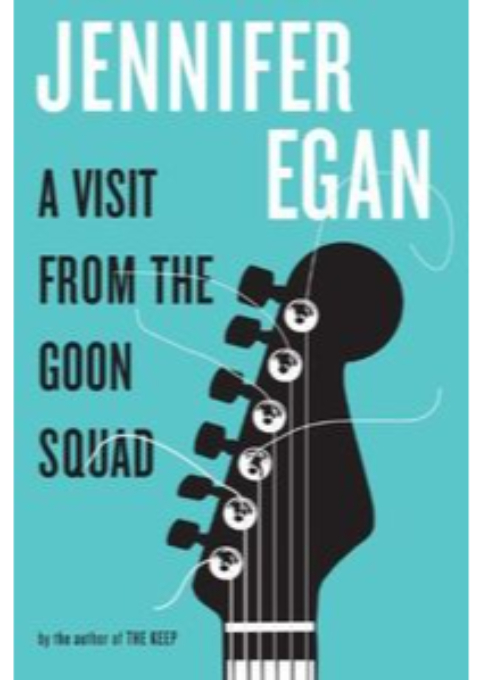 JENNIFER
EGAN
A VISIT
FROM THE
GOON
SQUAD
by the author of THE KEEP